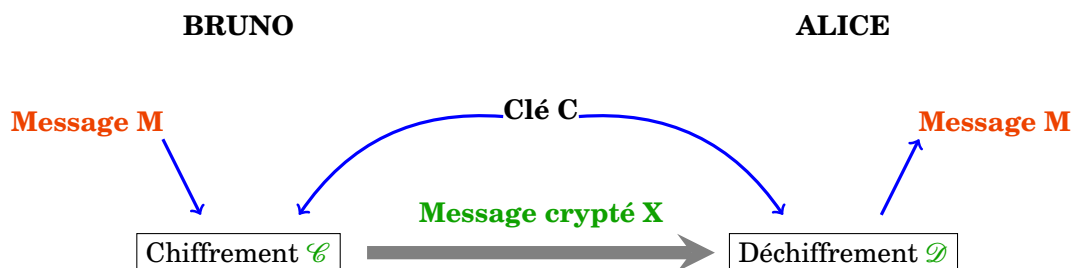 BRUNO ALICE
Clé C
Message M Message M
Message crypté X
Chiffrement 𝒞 Déchiffrement 𝒟